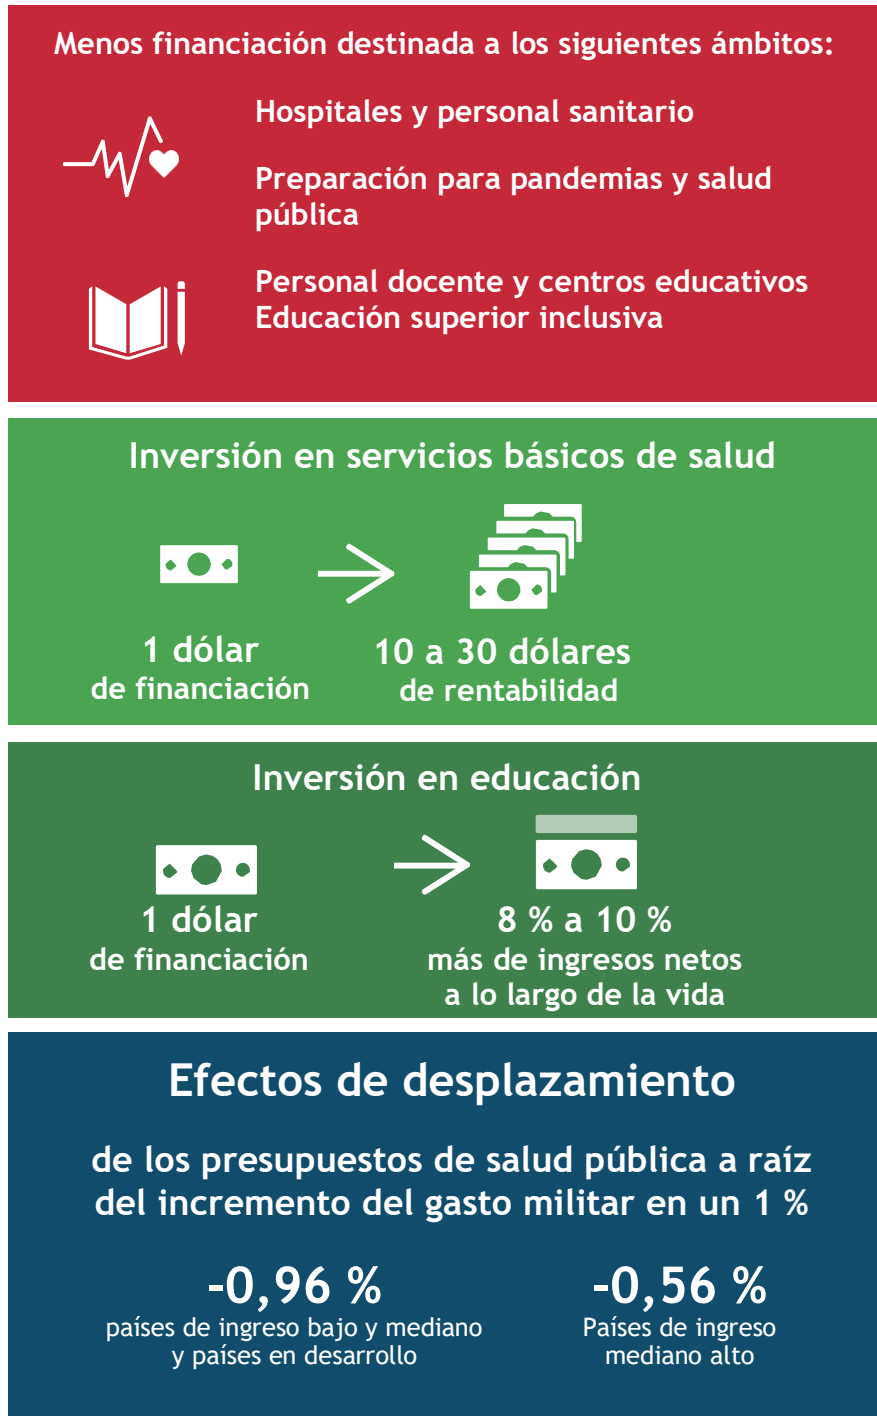 Menos financiación destinada a los siguientes ámbitos:
Hospitales y personal sanitario
Preparación para pandemias y salud
pública
Personal docente y centros educativos
Educación superior inclusiva
Inversión en servicios básicos de salud
1 dólar
de financiación
10 a 30 dólares
de rentabilidad
Inversión en educación
1 dólar
de financiación
8 % a 10 %
más de ingresos netos
a lo largo de la vida
Efectos de desplazamiento
de los presupuestos de salud pública a raíz
del incremento del gasto militar en un 1 %
-0,96 %
países de ingreso bajo y mediano
y países en desarrollo
-0,56 %
Países de ingreso
mediano alto